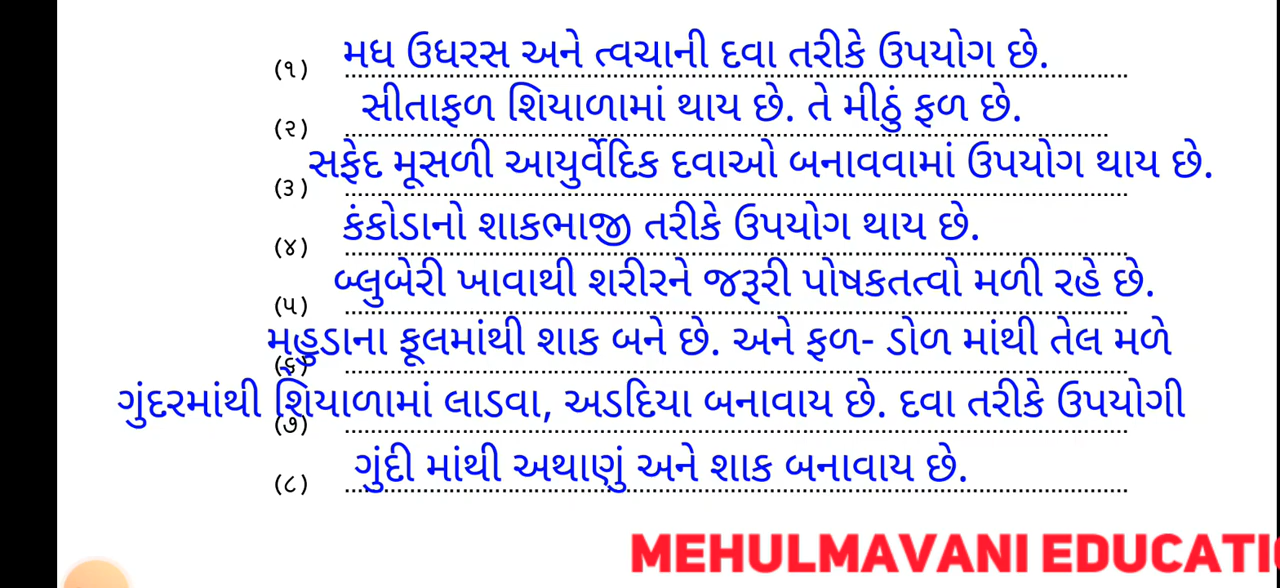 (૧) મધ ઉધરસ અને ત્વચાની દવા તરીકે ઉપયોગ છે.
(૨) સીતાફળ શિયાળામાં થાય છે. તે મીઠું ફળ છે.
(૩) સફેદ મૂસળી આયુર્વેદિક દવાઓ બનાવવામાં ઉપયોગ થાય છે.
(૪) કંકોડાનો શાકભાજી તરીકે ઉપયોગ થાય છે.
(૫) બ્લુબેરી ખાવાથી શરીરને જરૂરી પોષકતત્વો મળી રહે છે.
(૬) મહુડાના ફૂલમાંથી શાક બને છે. અને ફળ- ડોળ માંથી તેલ મળે
(૭) ગુંદરમાંથી શિયાળામાં લાડવા, અડદિયા બનાવાય છે. દવા તરીકે ઉપયોગી
(૮) ગુંદી માંથી અથાણું અને શાક બનાવાય છે.
MEHULMAVANI EDUCATI